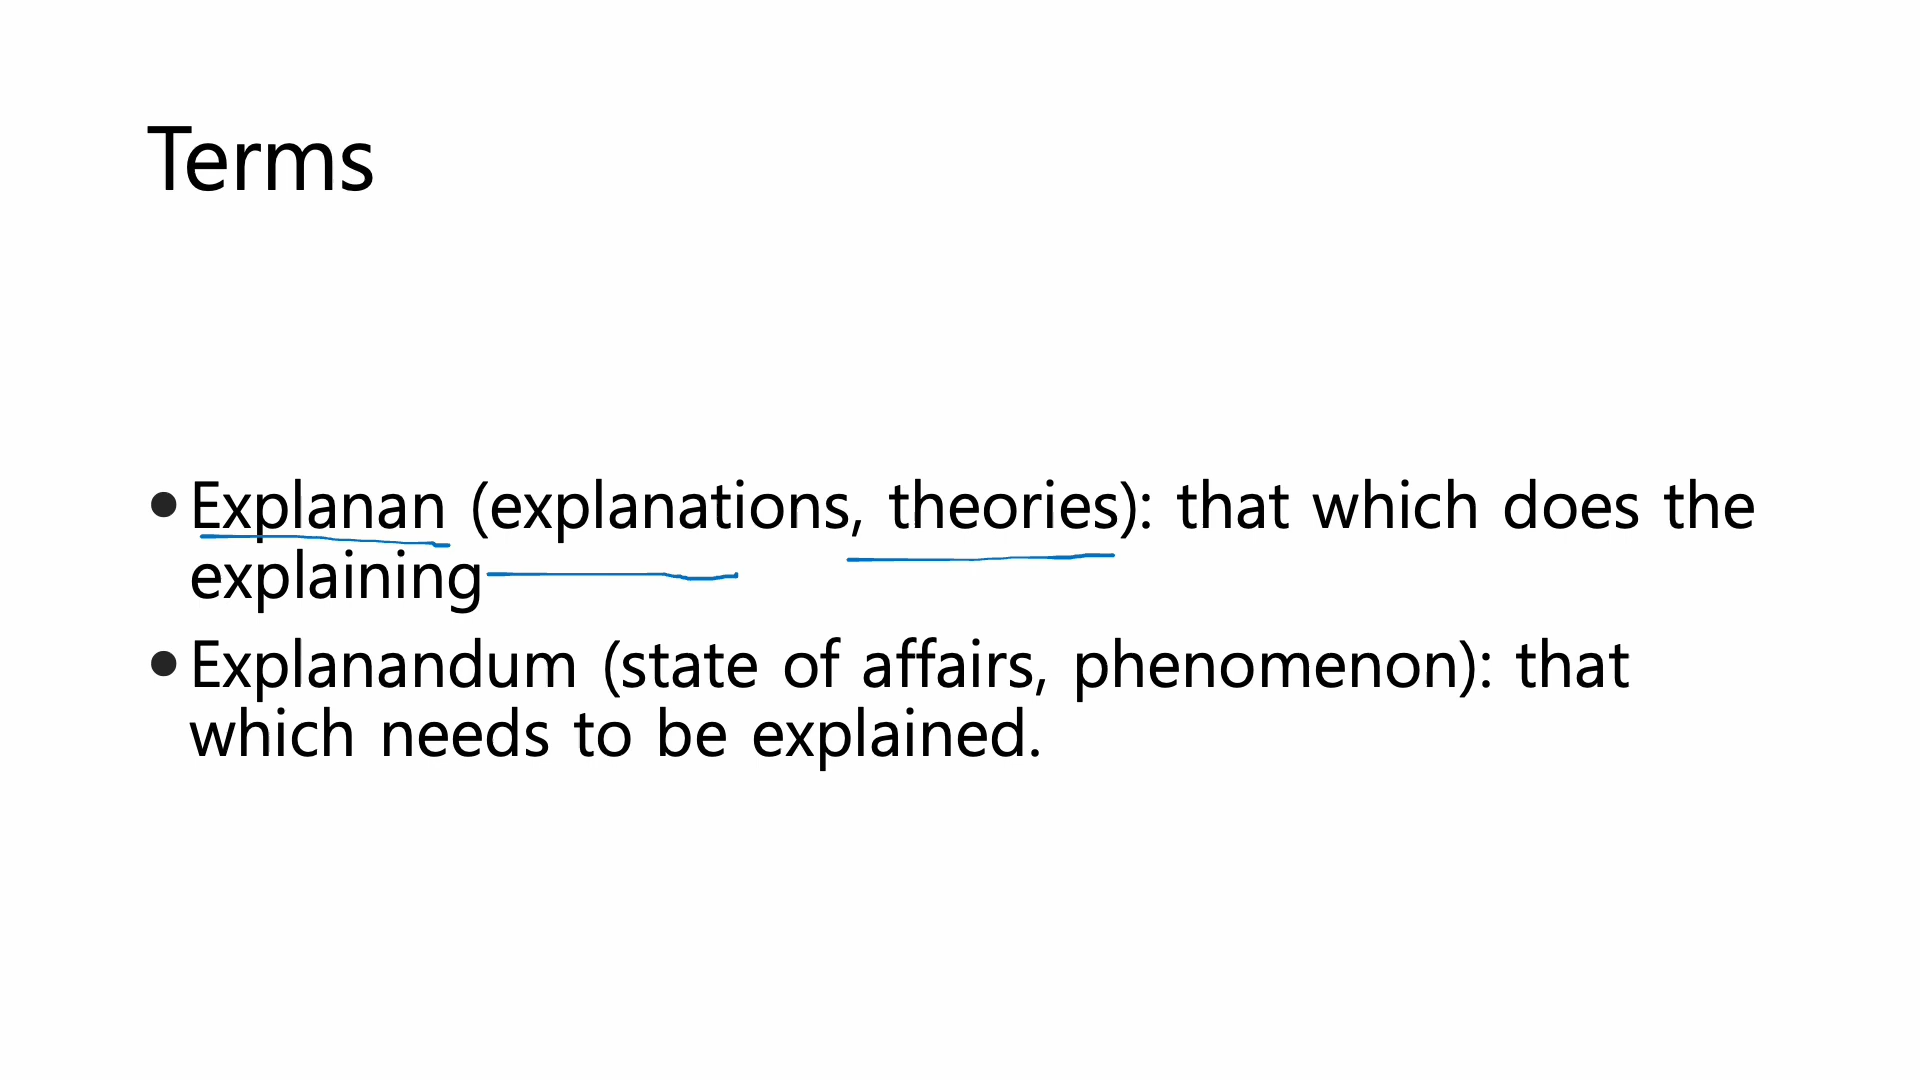 Terms
• Explanan (explanations, theories): that which does the
explaining
• Explanandum (state of affairs, phenomenon): that
which needs to be explained.